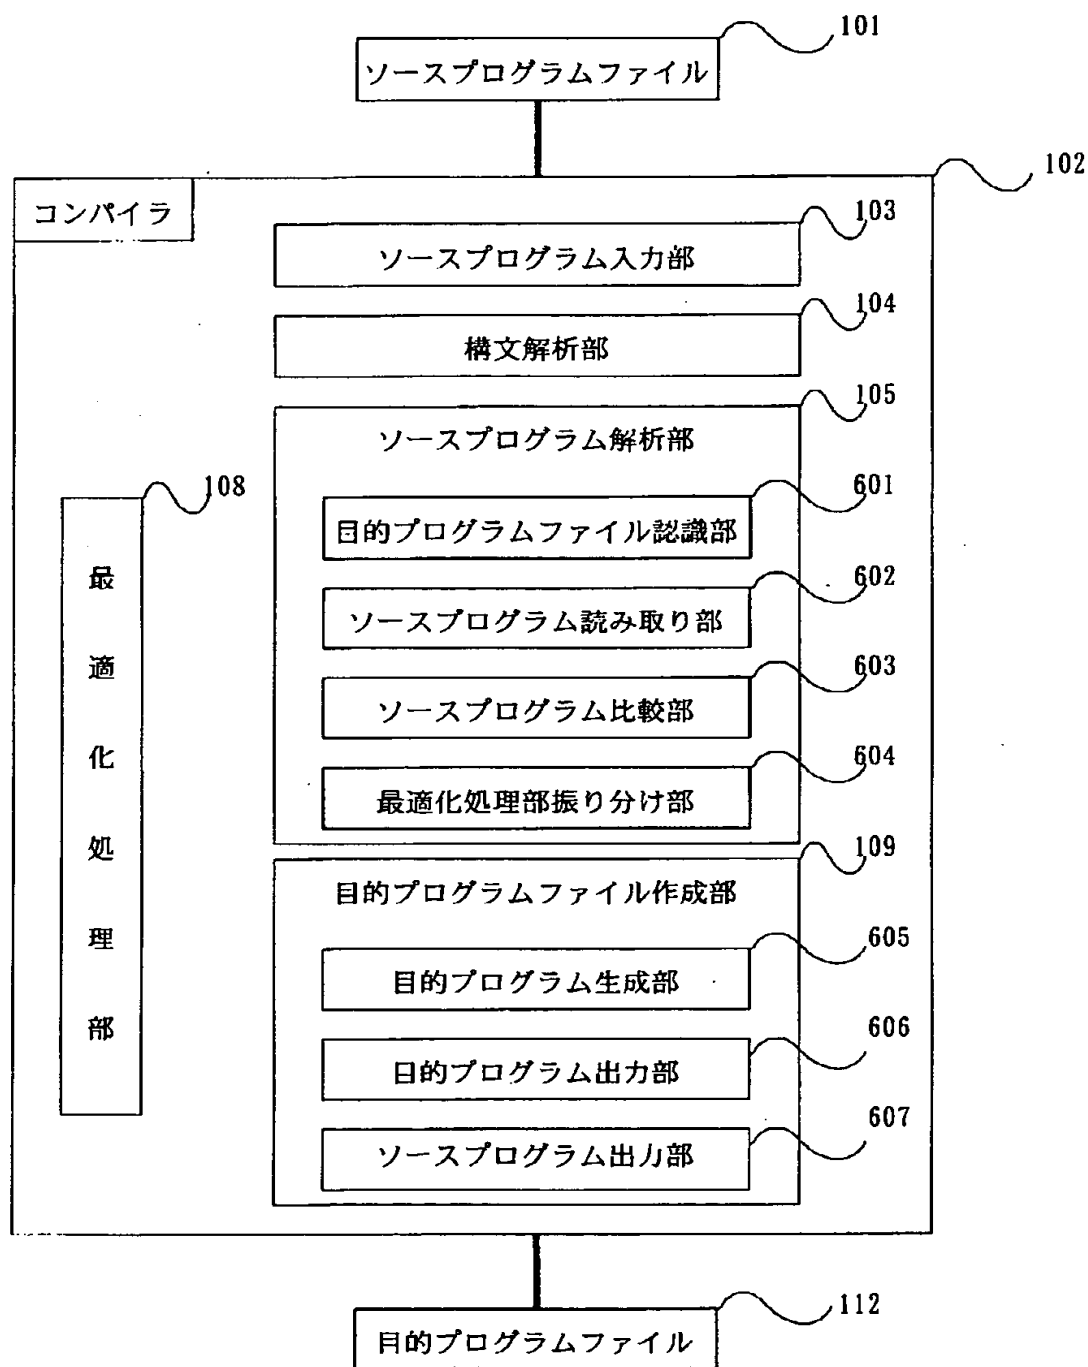 101
ソースプログラムファイル
102
コンパイラ
103
ソースプログラム入力部
104
構文解析部
105
ソースプログラム解析部
108
最適化処理部
601
目的プログラムファイル認識部
602
ソースプログラム読み取り部
603
ソースプログラム比較部
604
最適化処理部振り分け部
109
目的プログラムファイル作成部
605
目的プログラム生成部
606
目的プログラム出力部
607
ソースプログラム出力部
112
目的プログラムファイル